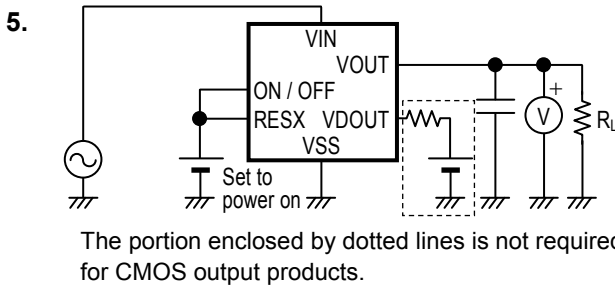 5.
VIN
VOUT
ON / OFF
RESX VDOUT
VSS
+
V
RL
Set to
power on
The portion enclosed by dotted lines is not required
for CMOS output products.